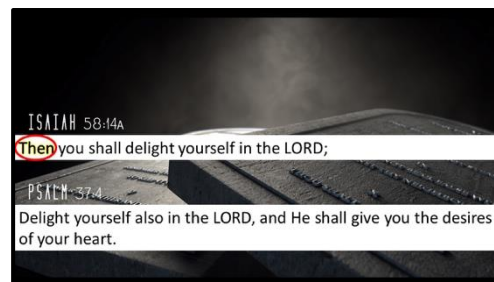 ISAIAH 58:14A
Then you shall delight yourself in the LORD;
PSALM 37:4
Delight yourself also in the LORD, and He shall give you the desires
of your heart.